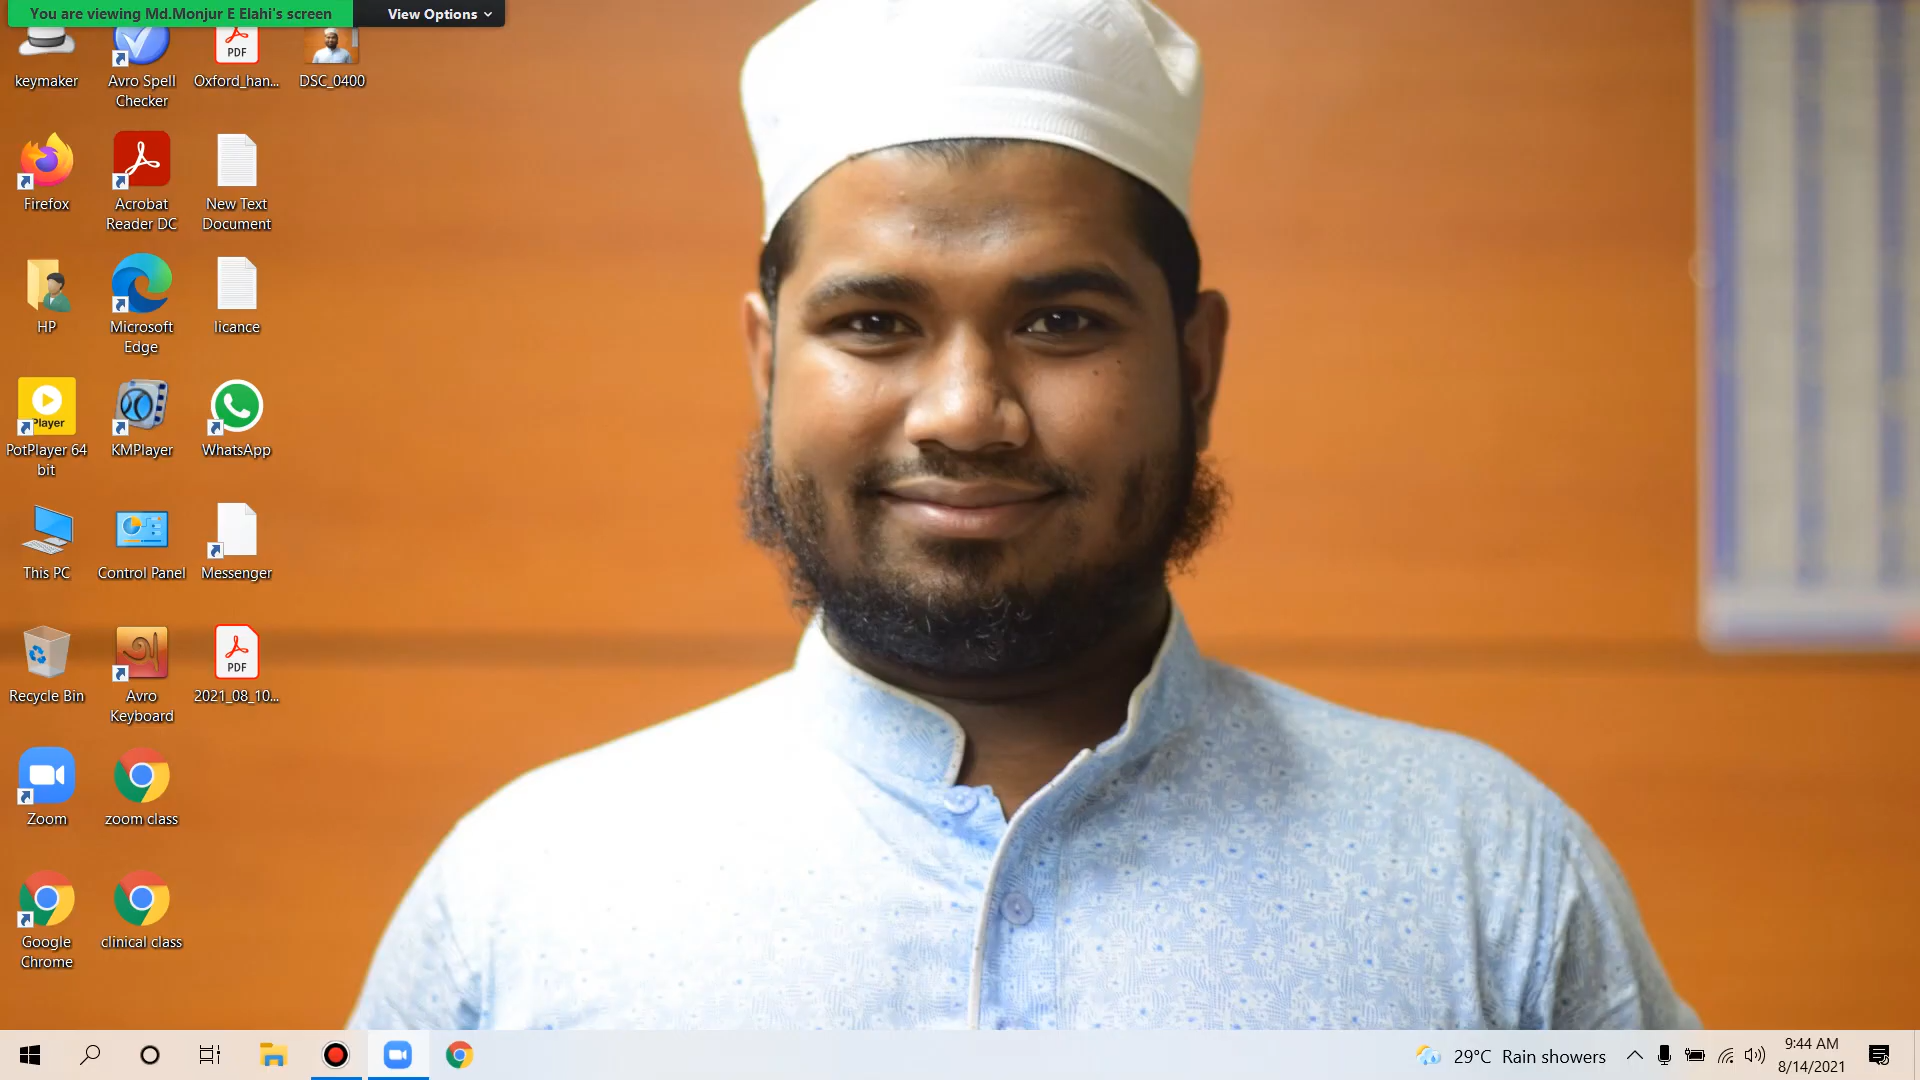 You are viewing Md.Monjur E Elahi's screen
View Options
keymaker
Avro Spell
Checker
PDF
Oxford_han...
DSC_0400
Firefox
Acrobat
Reader DC
New Text
Document
HP
Microsoft
Edge
licance
Player
PotPlayer 64
bit
KMPlayer
WhatsApp
This PC
Control Panel
Messenger
Recycle Bin
অ
Avro
Keyboard
PDF
2021_08_10...
Zoom
zoom class
Google
Chrome
clinical class
29°C Rain showers
9:44 AM
8/14/2021